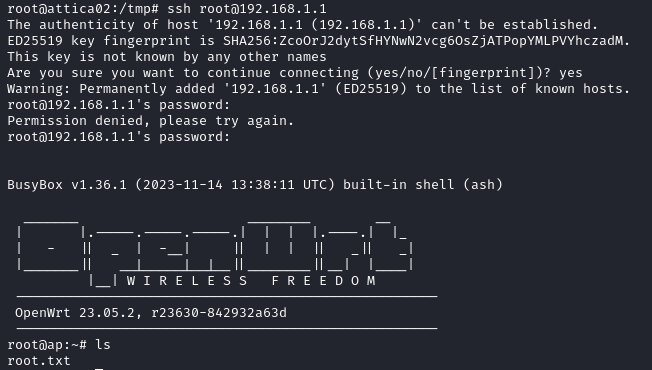 root@attica02:/tmp# ssh root@192.168.1.1
The authenticity of host '192.168.1.1 (192.168.1.1)' can't be established.
ED25519 key fingerprint is SHA256:ZcoOrJ2dytSfHYNwN2vcg6OsZjATPopYMLPVYhczadM.
This key is not known by any other names
Are you sure you want to continue connecting (yes/no/[fingerprint])? yes
Warning: Permanently added '192.168.1.1' (ED25519) to the list of known hosts.
root@192.168.1.1's password:
Permission denied, please try again.
root@192.168.1.1's password:
BusyBox v1.36.1 (2023-11-14 13:38:11 UTC) built-in shell (ash)
OpenWrt
W I R E L E S S   F R E E D O M
OpenWrt 23.05.2, r23630-842932a63d
root@ap:~# ls
root.txt